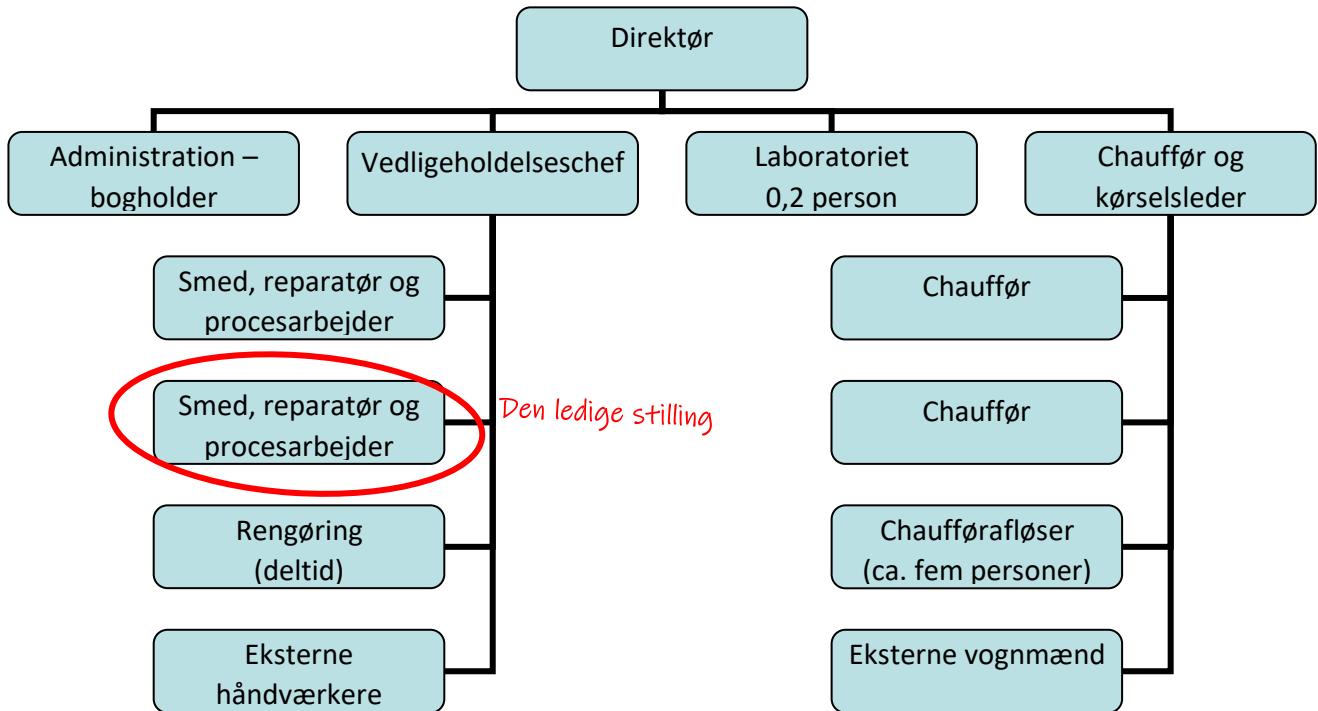 Direktør
Administration –
bogholder
Vedligeholdelseschef
Laboratoriet
0,2 person
Chauffør og
kørselsleder
Smed, reparatør og
procesarbejder
Chauffør
Smed, reparatør og
procesarbejder
Den ledige stilling
Chauffør
Rengøring
(deltid)
Chaufførafløser
(ca. fem personer)
Eksterne
håndværkere
Eksterne vognmænd